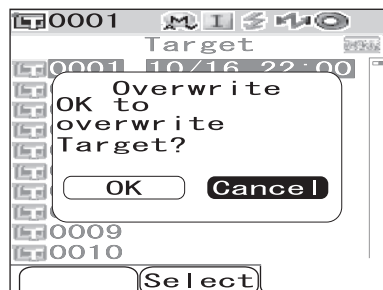 0001 M I
Target
0001 10/16 22:00
Overwrite
OK to
overwrite
Target?
OK Cancel
0009
0010
Select